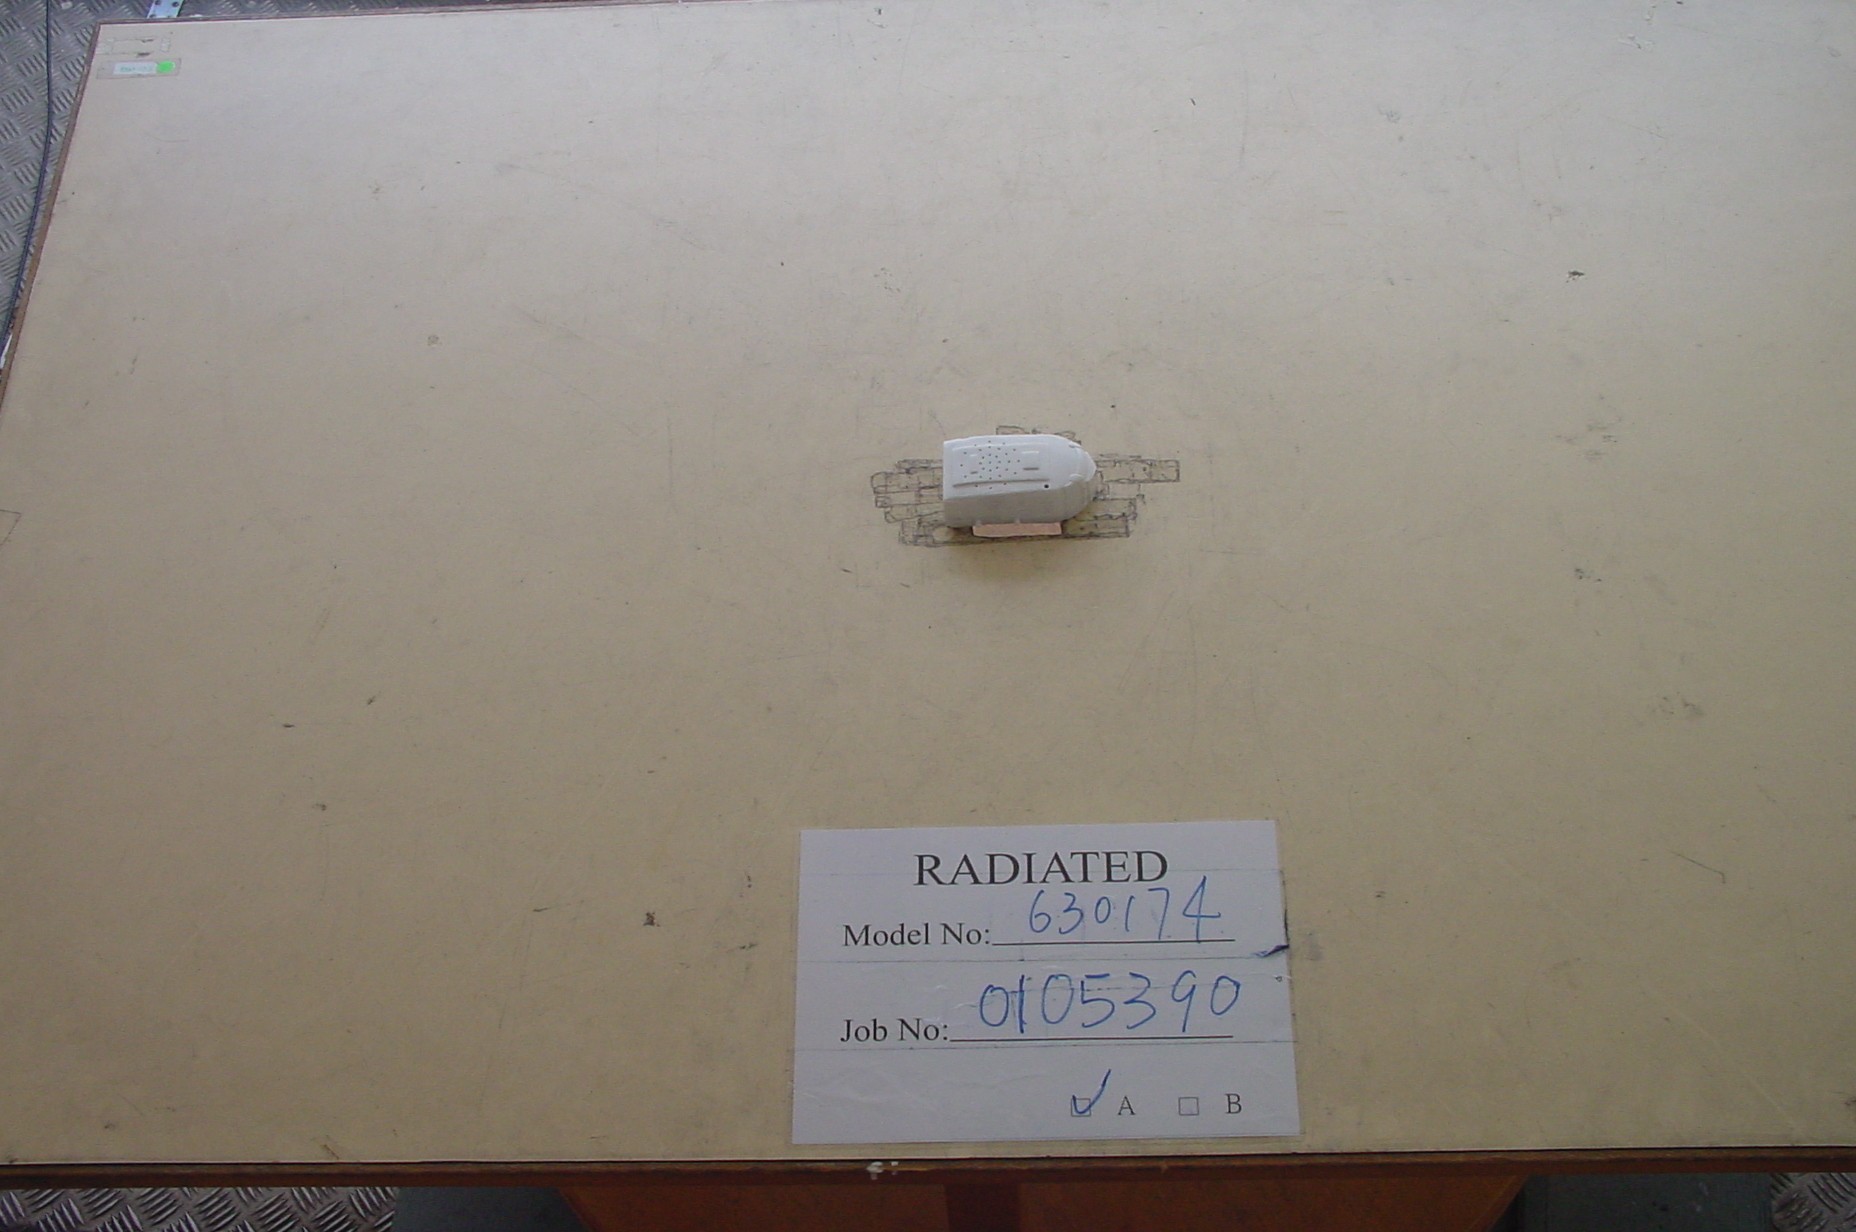 RADIATED
Model No: 630174
Job No: 0105390
A B